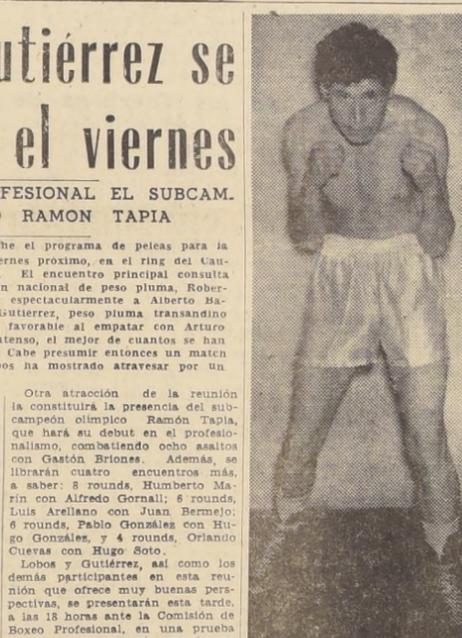 utiérrez se
el viernes
FESIONAL EL SUBCAM-
RAMON TAPIA
he el programa de peleas para la
ernes próximo, en el ring del Cau-
El encuentro principal consulta
n nacional de peso pluma, Rober-
espectacularmente a Alberto Ba-
Gutiérrez, peso pluma transandino
favorable al empatar con Arturo
ntenso, el mejor de cuantos se han
Cabe presumir entonces un match
os ha mostrado atravesar por un
Otra atracción de la reunión
la constituirá la presencia del sub-
campeón olímpico Ramón Tapia,
que hará su debut en el profesio-
nalismo, combatiendo ocho asaltos
con Gastón Briones. Además, se
librarán cuatro encuentros más,
a saber: 8 rounds, Humberto Ma-
rín con Alfredo Gornall; 6 rounds,
Luis Arellano con Juan Bermejo;
6 rounds, Pablo González con Hu-
go González, y 4 rounds, Orlando
Cuevas con Hugo Soto.
Lobos y Gutiérrez, así como los
demás participantes en esta reu-
nión que ofrece muy buenas pers-
pectivas, se presentarán esta tarde,
a las 18 horas ante la Comisión de
Boxeo Profesional, en una prueba